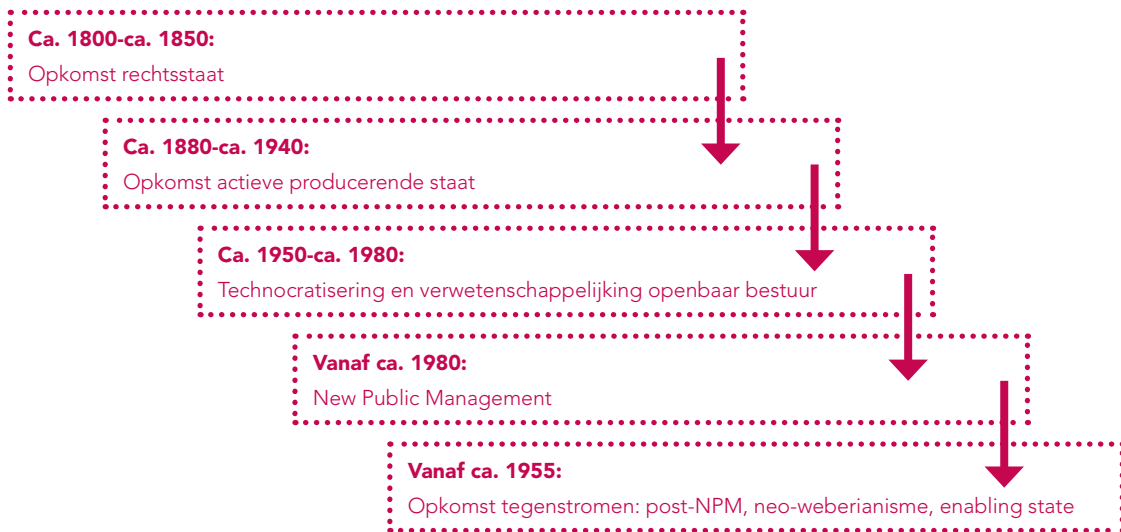 Ca. 1800-ca. 1850:
Opkomst rechtsstaat
Ca. 1880-ca. 1940:
Opkomst actieve producerende staat
Ca. 1950-ca. 1980:
Technocratisering en verwetenschappelijking openbaar bestuur
Vanaf ca. 1980:
New Public Management
Vanaf ca. 1955:
Opkomst tegenstromen: post-NPM, neo-weberianisme, enabling state